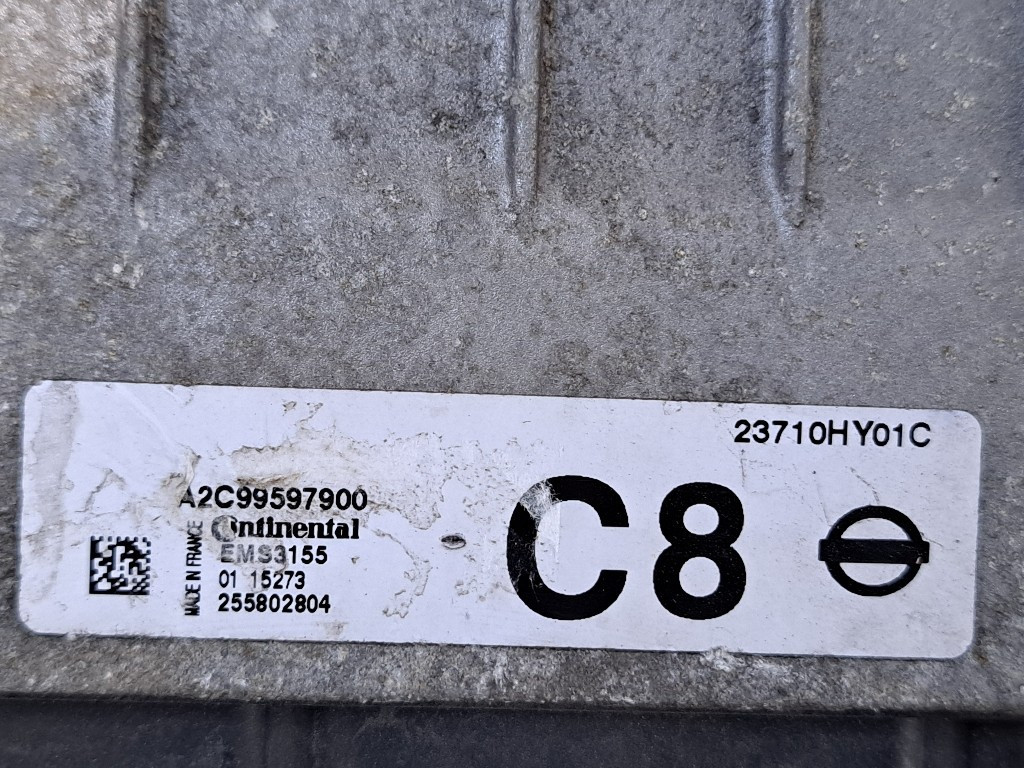 23710HY01C
A2C99597900
Continental
EMS3155
01 15273
255802804
MADE IN FRANCE
C8